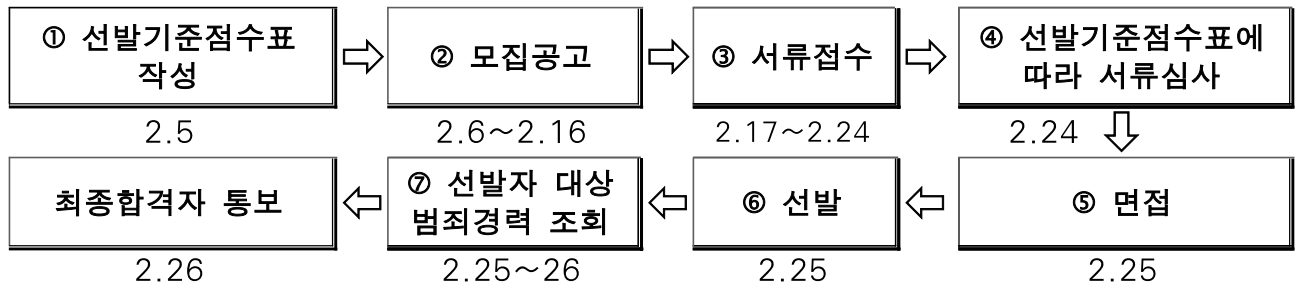 ① 선발기준점수표
작성
② 모집공고
③ 서류접수
④ 선발기준점수표에
따라 서류심사
2.5
2.6~2.16
2.17~2.24
2.24
최종합격자 통보
⑦ 선발자 대상
범죄경력 조회
⑥ 선발
⑤ 면접
2.26
2.25~26
2.25
2.25